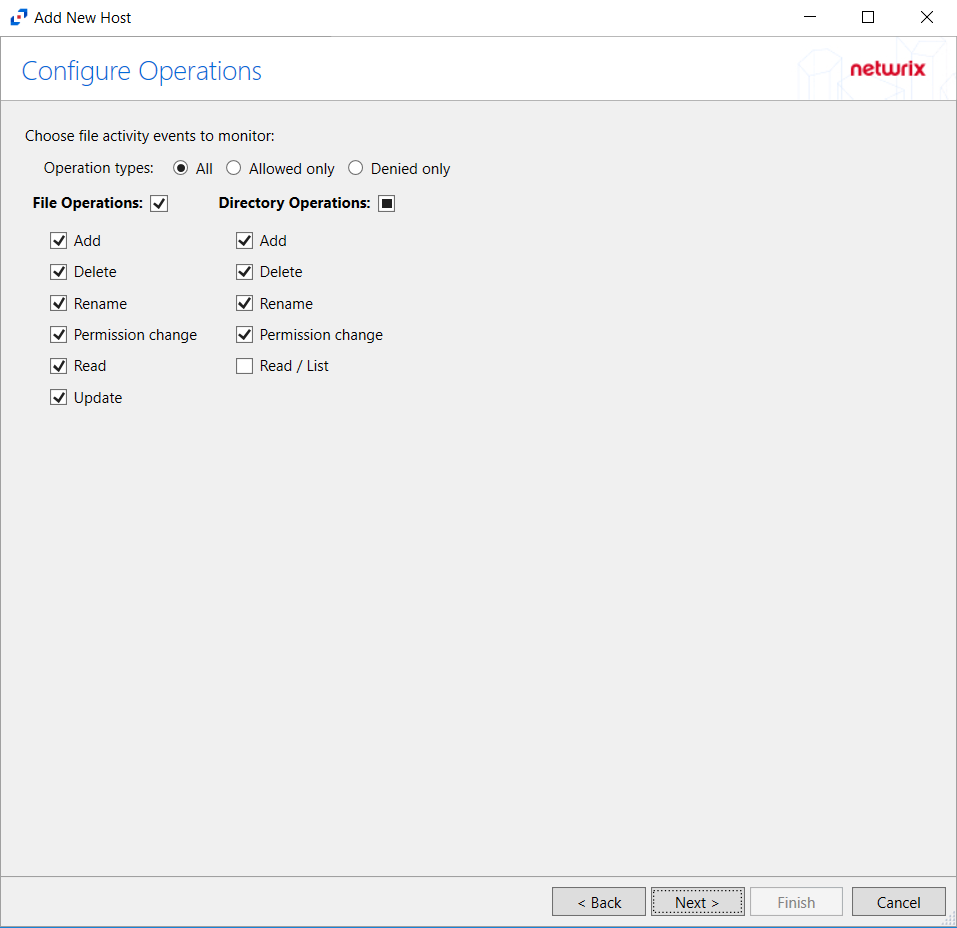 Add New Host
Configure Operations
netwrix
Choose file activity events to monitor:
Operation types: All Allowed only Denied only
File Operations: Directory Operations:
Add Add
Delete Delete
Rename Rename
Permission change Permission change
Read Read / List
Update
< Back Next > Finish Cancel